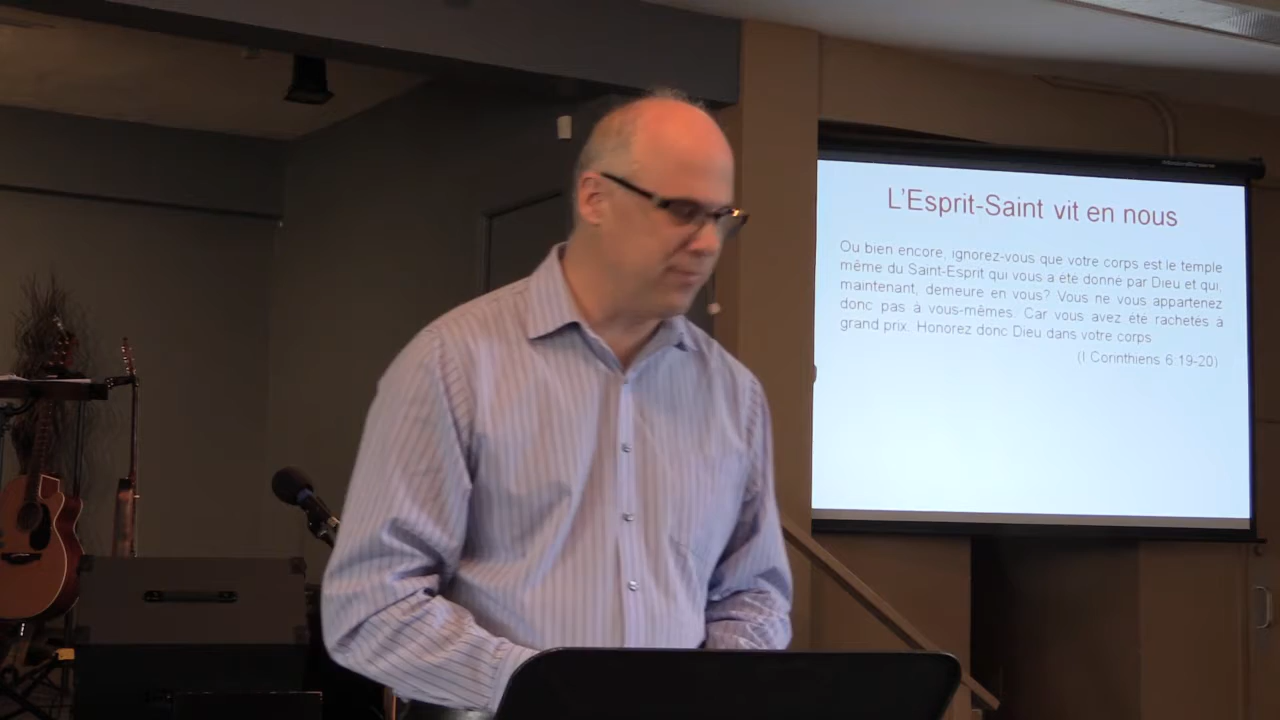 L'Esprit-Saint vit en nous
Ou bien encore, ignorez-vous que votre corps est le temple
même du Saint-Esprit qui vous a été donné par Dieu et qui,
maintenant, demeure en vous? Vous ne vous appartenez
donc pas à vous-mêmes. Car vous avez été rachetés à
grand prix. Honorez donc Dieu dans votre corps
(I Corinthiens 6:19-20)